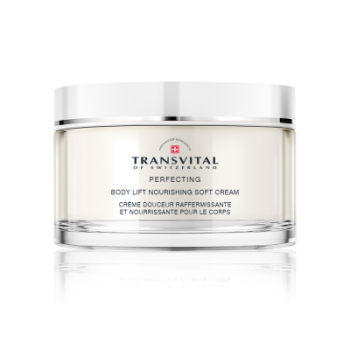 TRANSVITAL
OF SWITZERLAND
PERFECTING
BODY LIFT NOURISHING SOFT CREAM
CRÈME DOUCEUR RAFFERMISSANTE
ET NOURRISSANTE POUR LE CORPS